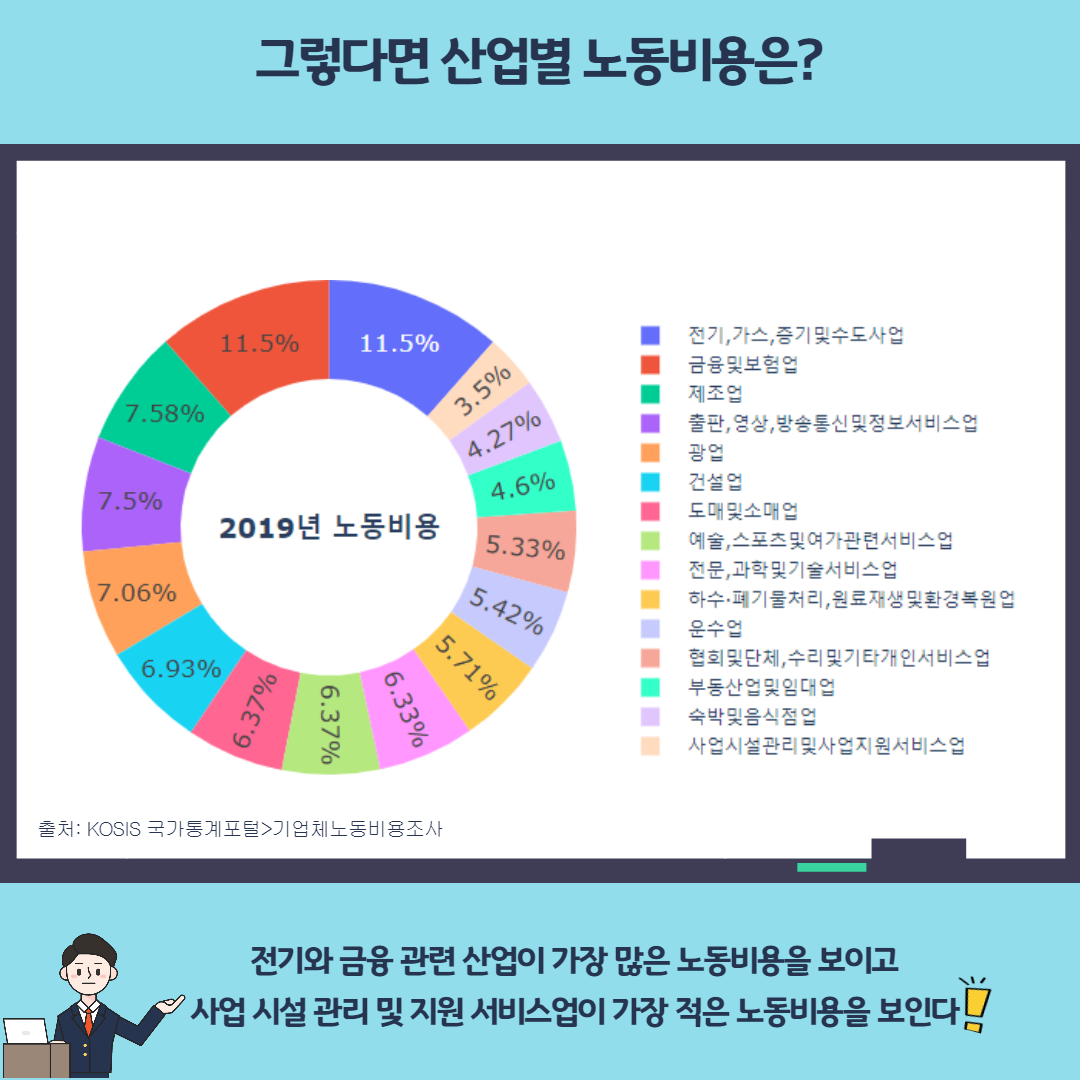 그렇다면 산업별 노동비용은?
11.5%
11.5%
3.5%
7.58%
4.27%
4.6%
7.5%
2019년 노동비용
5.33%
7.06%
5.42%
6.93%
5.71%
6.37%
6.37%
6.33%
전기,가스,증기및수도사업
금융및보험업
제조업
출판,영상,방송통신및정보서비스업
광업
건설업
도매및소매업
예술,스포츠및여가관련서비스업
전문,과학및기술서비스업
하수·폐기물처리,원료재생및환경복원업
운수업
협회및단체,수리및기타개인서비스업
부동산업및임대업
숙박및음식점업
사업시설관리및사업지원서비스업
출처: KOSIS 국가통계포털>기업체노동비용조사
전기와 금융 관련 산업이 가장 많은 노동비용을 보이고
사업 시설 관리 및 지원 서비스업이 가장 적은 노동비용을 보인다